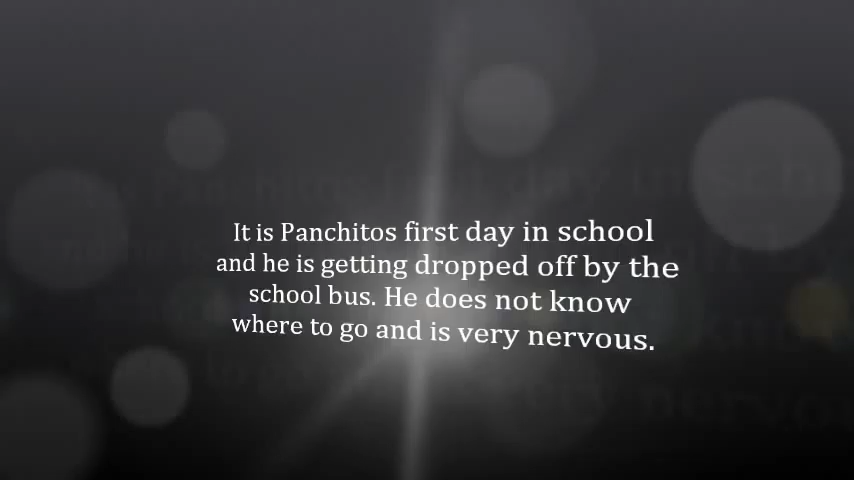 It is Panchitos first day in school
and he is getting dropped off by the
school bus. He does not know
where to go and is very nervous.